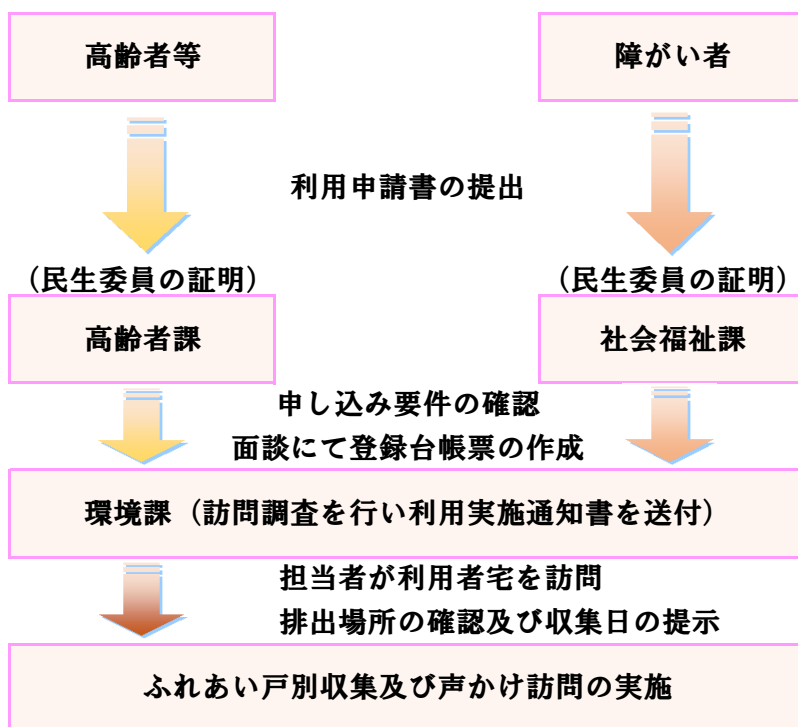 高齢者等
障がい者
利用申請書の提出
（民生委員の証明）
（民生委員の証明）
高齢者課
社会福祉課
申し込み要件の確認
面談にて登録台帳票の作成
環境課（訪問調査を行い利用実施通知書を送付）
担当者が利用者宅を訪問
排出場所の確認及び収集日の提示
ふれあい戸別収集及び声かけ訪問の実施